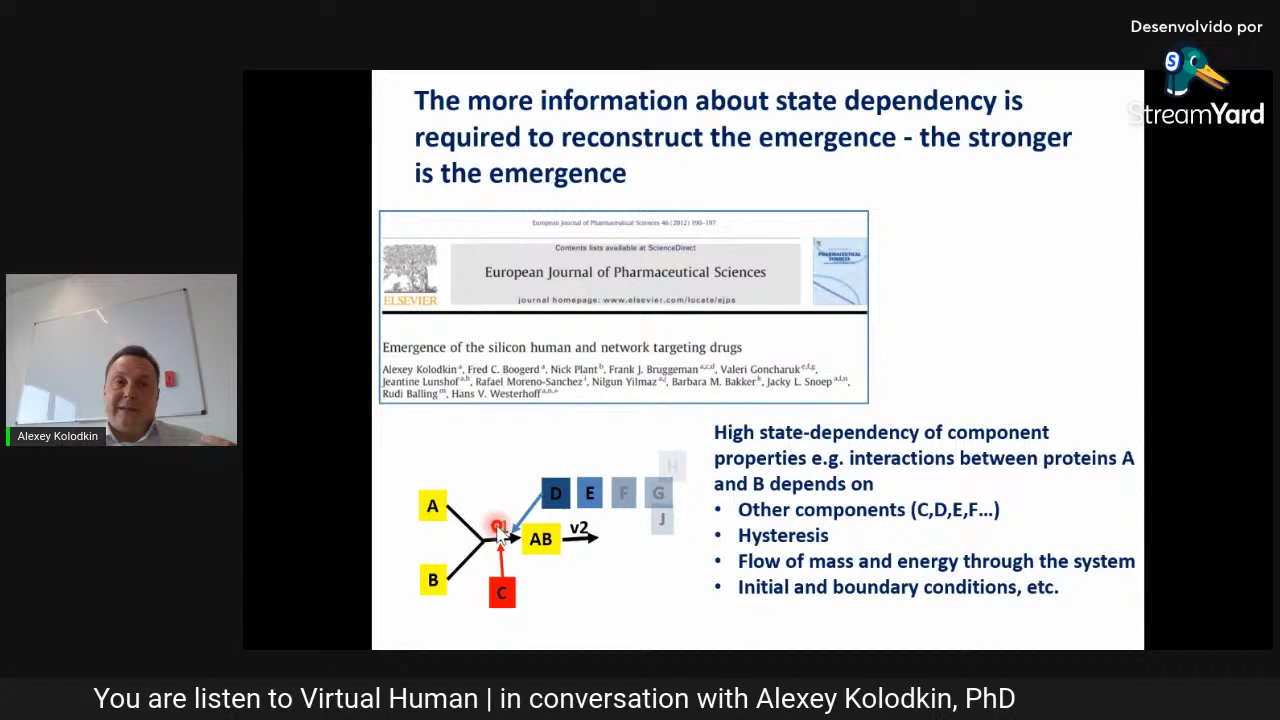 Desenvolvido por
StreamYard
The more information about state dependency is
required to reconstruct the emergence - the stronger
is the emergence
European Journal of Pharmaceutical Sciences 46 (2012) 190–197
Contents lists available at ScienceDirect
European Journal of Pharmaceutical Sciences
journal homepage: www.elsevier.com/locate/ejps
ELSEVIER
PHARMACEUTICAL
SCIENCES
Emergence of the silicon human and network targeting drugs
Alexey Kolodkin a, Fred C. Boogerd a, Nick Plant b, Frank J. Bruggeman a,c,d, Valeri Goncharuk e,f,g,
Jeantine Lunshof a,h, Rafael Moreno-Sanchez i, Nilgun Yilmaz a,j, Barbara M. Bakker k, Jacky L. Snoep a,l,n,
Rudi Balling m, Hans V. Westerhoff a,n,*
Alexey Kolodkin
High state-dependency of component
properties e.g. interactions between proteins A
and B depends on
• Other components (C,D,E,F…)
• Hysteresis
• Flow of mass and energy through the system
• Initial and boundary conditions, etc.
H
D E F G
A
J
AB v2
B
C
You are listen to Virtual Human | in conversation with Alexey Kolodkin, PhD